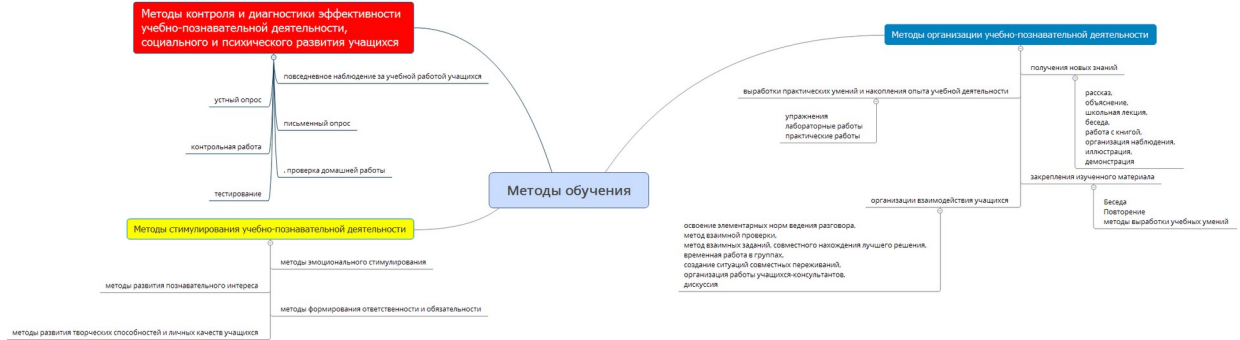 Методы контроля и диагностики эффективности
учебно-познавательной деятельности,
социального и психического развития учащихся
повседневное наблюдение за учебной работой учащихся
устный опрос
письменный опрос
контрольная работа
. проверка домашней работы
тестирование
Методы обучения
Методы стимулирования учебно-познавательной деятельности
методы эмоционального стимулирования
методы развития познавательного интереса
методы формирования ответственности и обязательности
методы развития творческих способностей и личных качеств учащихся
Методы организации учебно-познавательной деятельности
получения новых знаний
рассказ,
объяснение,
школьная лекция,
беседа,
работа с книгой,
организация наблюдения,
иллюстрация,
демонстрация
выработки практических умений и накопления опыта учебной деятельности
упражнения
лабораторные работы
практические работы
закрепления изученного материала
Беседа
Повторение
методы выработки учебных умений
организации взаимодействия учащихся
освоение элементарных норм ведения разговора,
метод взаимной проверки,
метод взаимных заданий, совместного нахождения лучшего решения,
временная работа в группах,
создание ситуаций совместных переживаний,
организация работы учащихся-консультантов,
дискуссия